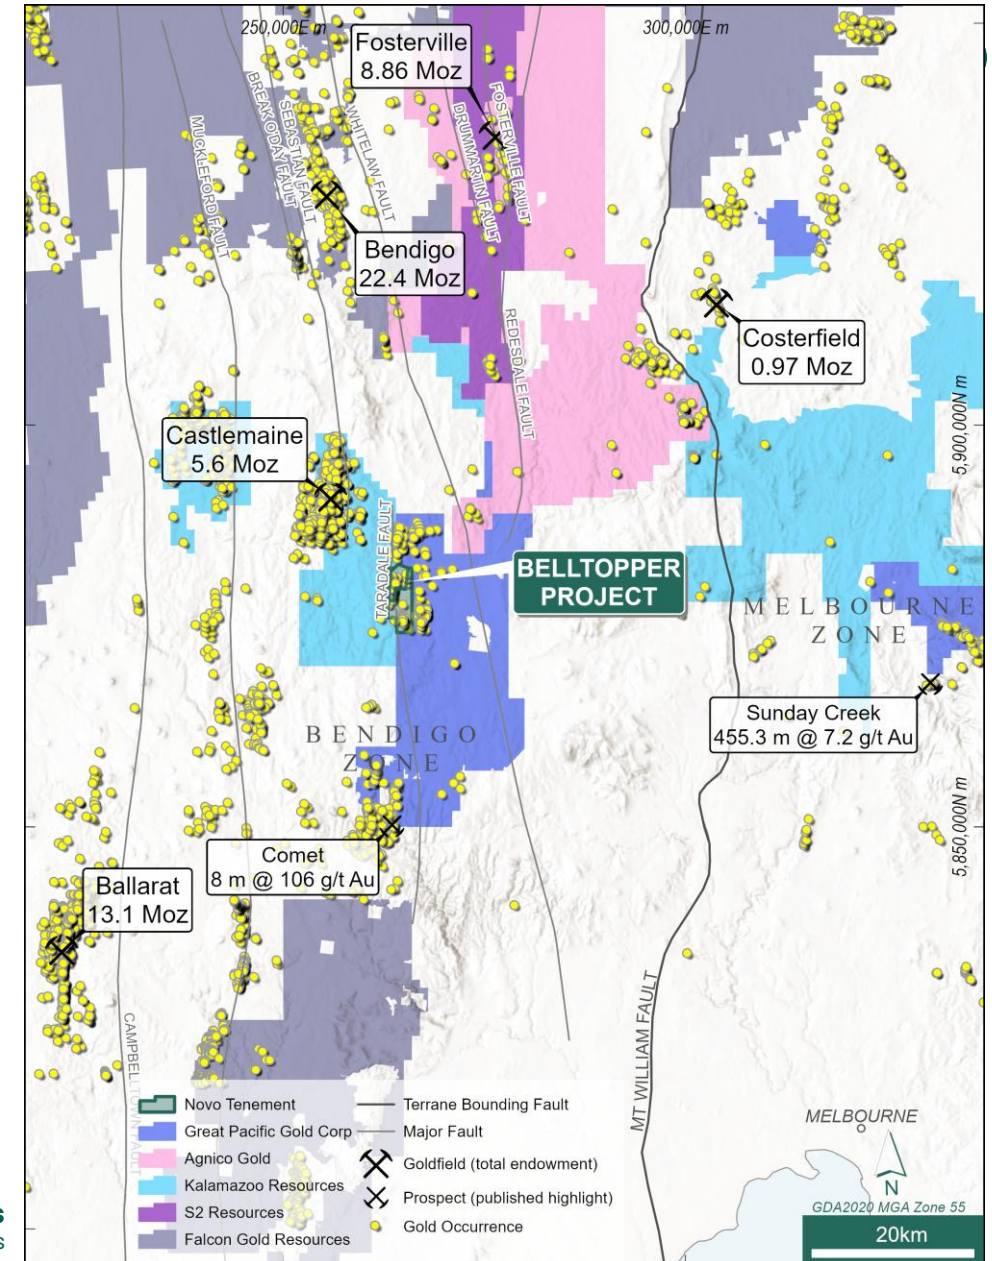 250,000E m
300,000E m
Fosterville
8.86 Moz
BREAK O'DAY FAULT
SEBASTIAN FAULT
WHITELAW FAULT
MUCKLEFORD FAULT
DRUMMARTIN FAULT
FOSTERVILLE FAULT
Bendigo
22.4 Moz
REDESDALE FAULT
Costerfield
0.97 Moz
5,900,000N m
Castlemaine
5.6 Moz
TARADALE FAULT
BELLTOPPER
PROJECT
MELBOURNE
ZONE
Sunday Creek
455.3 m @ 7.2 g/t Au
BENDIGO
ZONE
5,850,000N m
Comet
8 m @ 106 g/t Au
Ballarat
13.1 Moz
CAMPBELLTOWN FAULT
MT WILLIAM FAULT
Novo Tenement
Great Pacific Gold Corp
Agnico Gold
Kalamazoo Resources
S2 Resources
Falcon Gold Resources
Terrane Bounding Fault
Major Fault
Goldfield (total endowment)
Prospect (published highlight)
Gold Occurrence
MELBOURNE
N
GDA2020 MGA Zone 55
20km
s
s